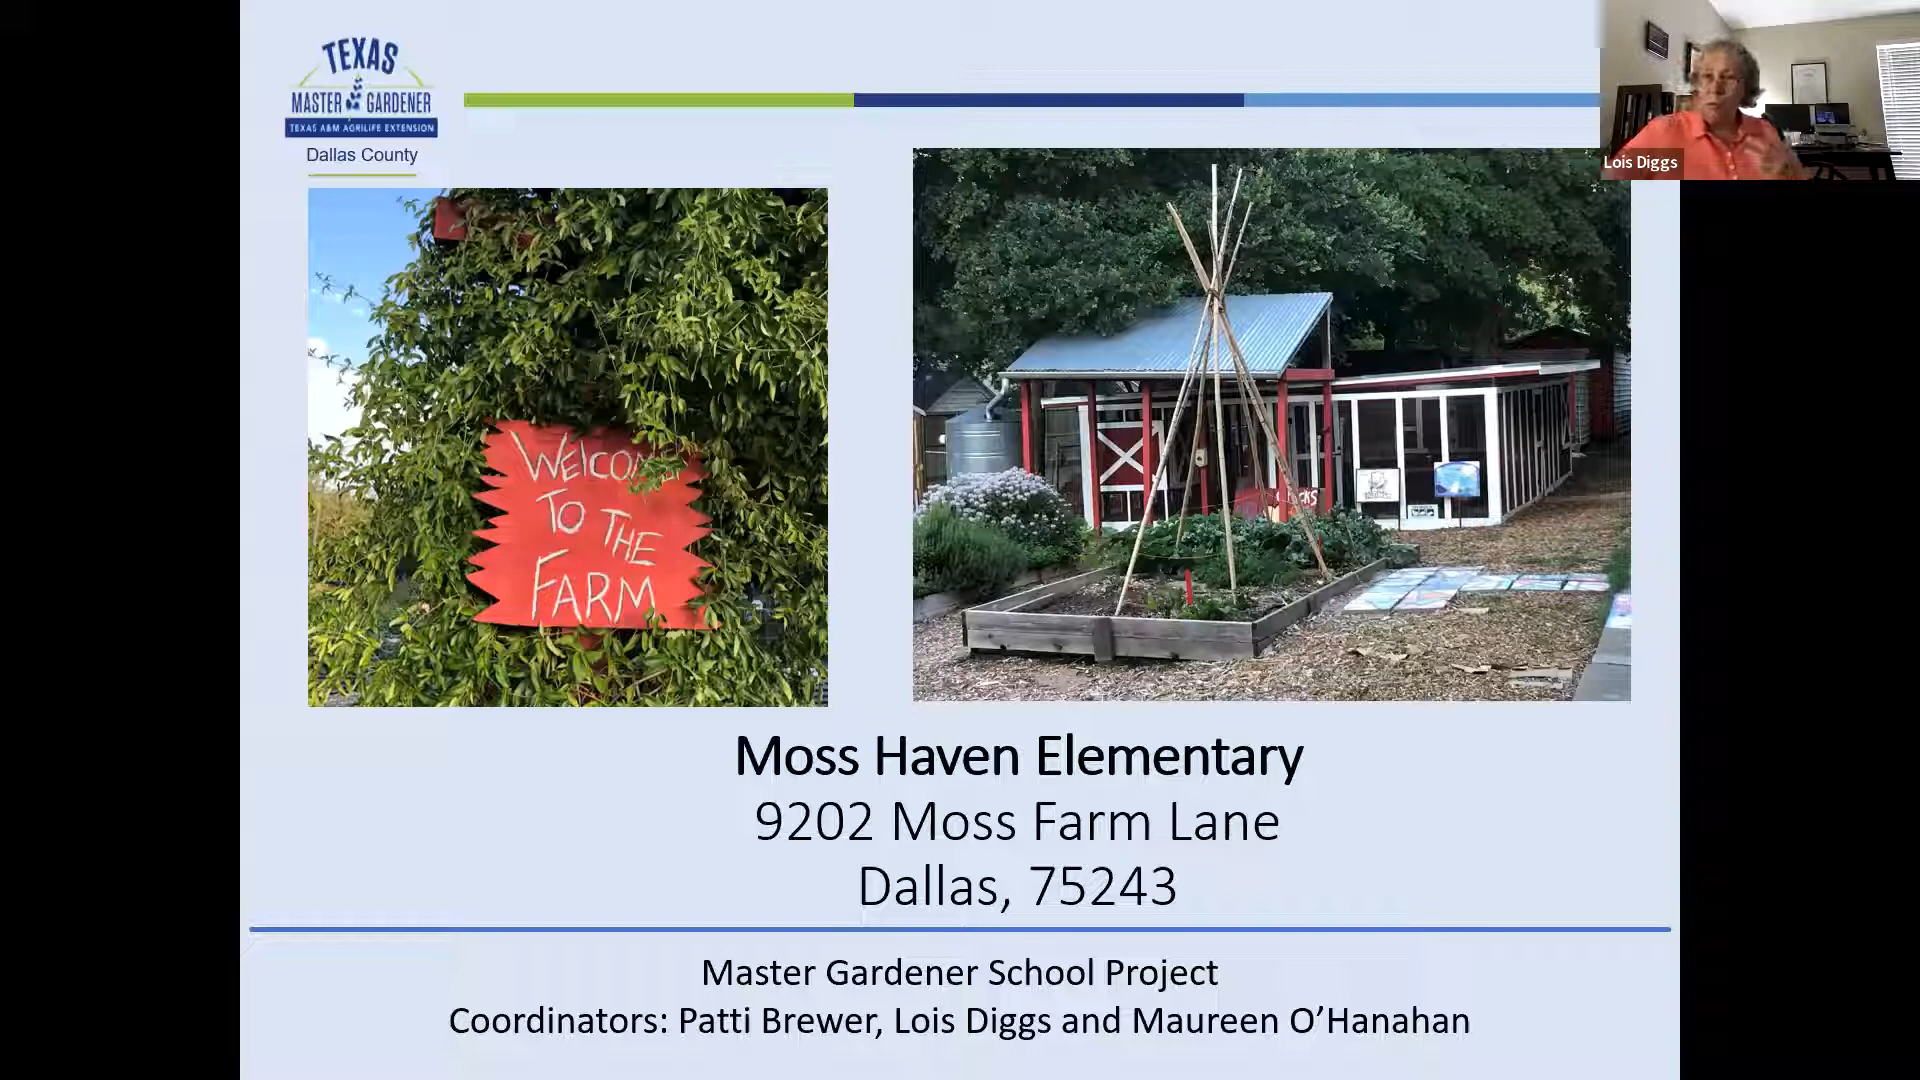 TEXAS
MASTER GARDENER
TEXAS A&M AGRILIFE EXTENSION
Dallas County
Lois Diggs
WELCOME
TO THE
FARM
Moss Haven Elementary
9202 Moss Farm Lane
Dallas, 75243
Master Gardener School Project
Coordinators: Patti Brewer, Lois Diggs and Maureen O’Hanahan